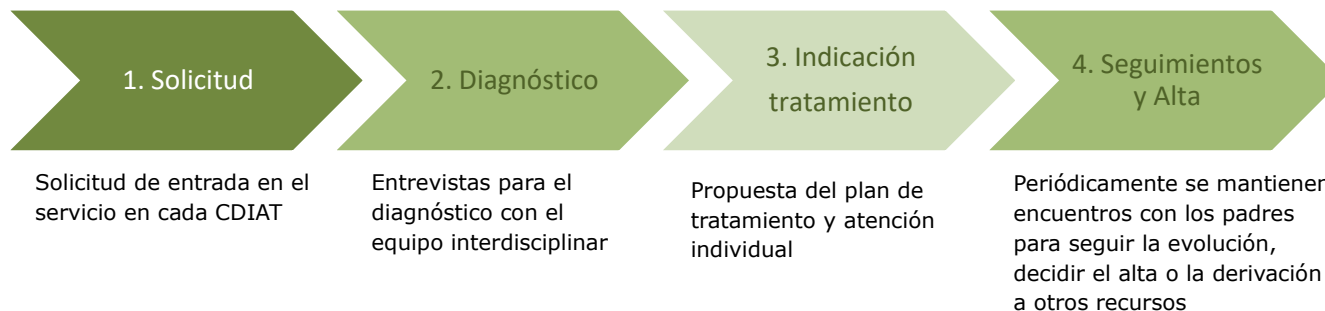 1. Solicitud
2. Diagnóstico
3. Indicación
tratamiento
4. Seguimientos
y Alta
Solicitud de entrada en el
servicio en cada CDIAT
Entrevistas para el
diagnóstico con el
equipo interdisciplinar
Propuesta del plan de
tratamiento y atención
individual
Periódicamente se mantienen
encuentros con los padres
para seguir la evolución,
decidir el alta o la derivación
a otros recursos